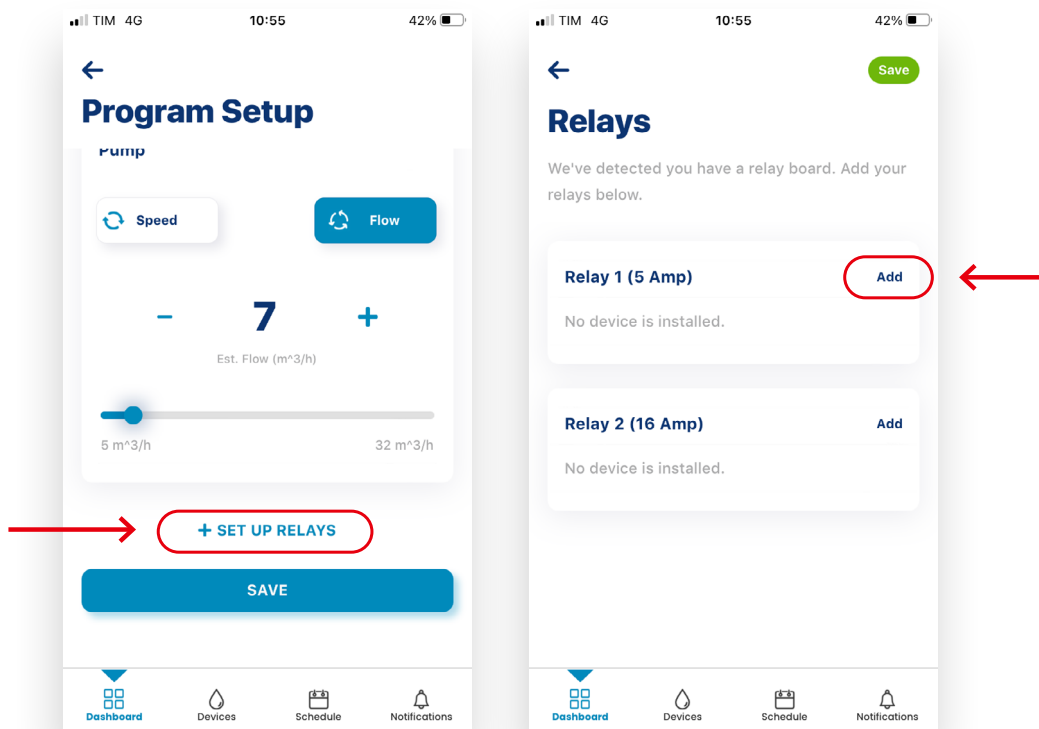 TIM 4G 10:55 42%
Program Setup
Pump
Speed
Flow
− 7 +
Est. Flow (m^3/h)
5 m^3/h 32 m^3/h
+ SET UP RELAYS
SAVE
Dashboard Devices Schedule Notifications
TIM 4G 10:55 42%
Save
Relays
We've detected you have a relay board. Add your
relays below.
Relay 1 (5 Amp) Add
No device is installed.
Relay 2 (16 Amp) Add
No device is installed.
Dashboard Devices Schedule Notifications